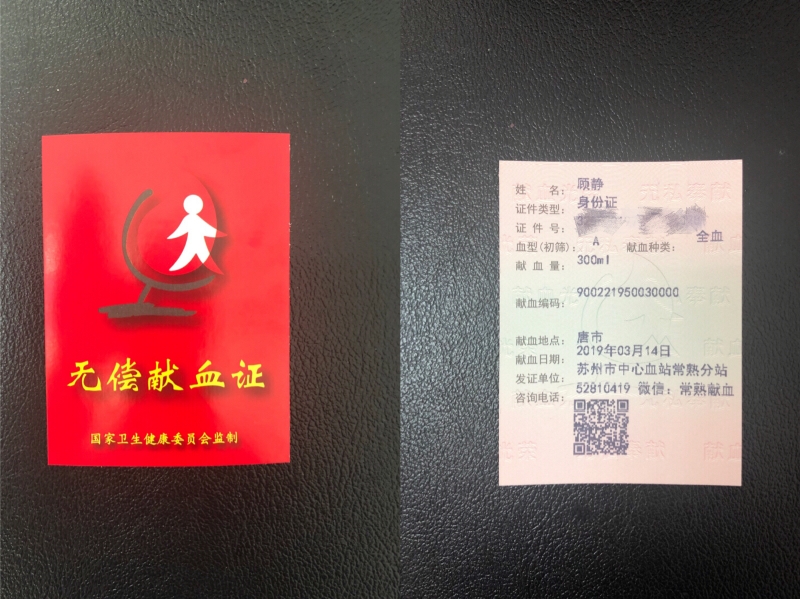 无偿献血证
国家卫生健康委员会监制
姓 名： 顾静
证件类型： 身份证
证 件 号：
血型(初筛)： A 献血种类： 全血
献 血 量： 300ml
献血编码： 900221950030000
献血地点： 唐市
献血日期： 2019年03月14日
发证单位： 苏州市中心血站常熟分站
咨询电话： 52810419 微信：常熟献血